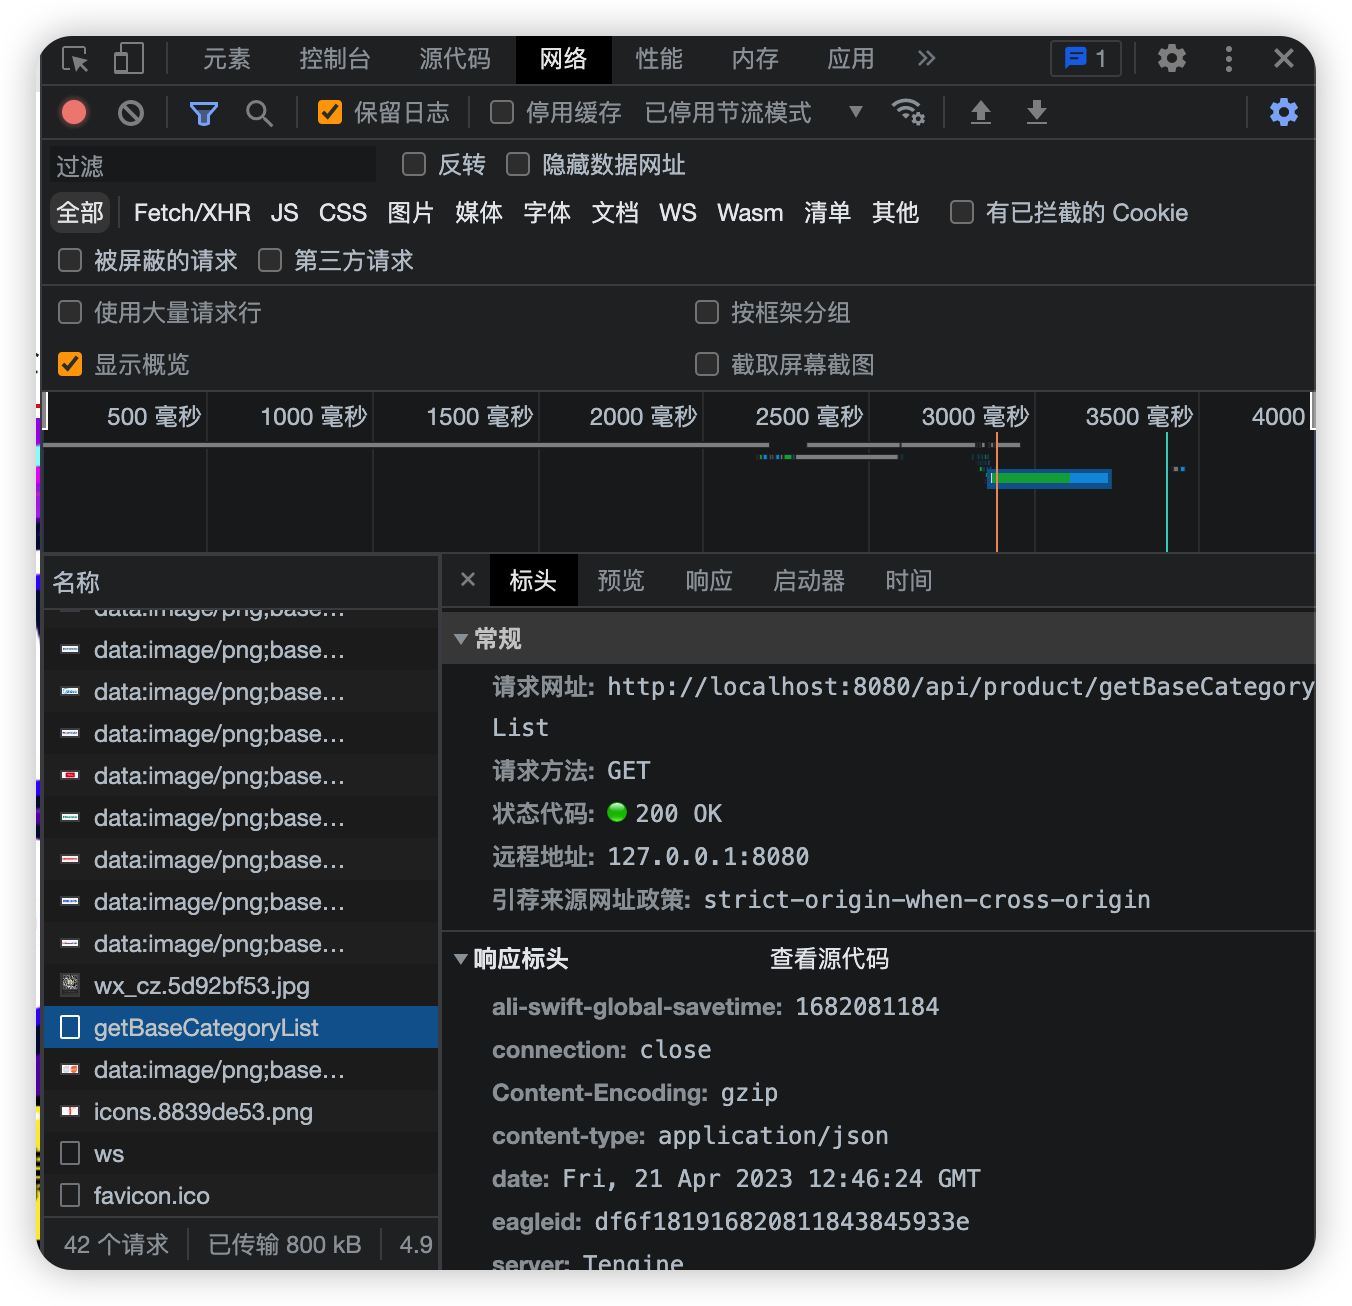 元素 控制台 源代码 网络 性能 内存 应用 1
保留日志 停用缓存 已停用节流模式
过滤 反转 隐藏数据网址
全部 Fetch/XHR JS CSS 图片 媒体 字体 文档 WS Wasm 清单 其他 有已拦截的 Cookie
被屏蔽的请求 第三方请求
使用大量请求行 按框架分组
显示概览 截取屏幕截图
500 毫秒 1000 毫秒 1500 毫秒 2000 毫秒 2500 毫秒 3000 毫秒 3500 毫秒 4000
名称
data:image/png;base…
data:image/png;base…
data:image/png;base…
data:image/png;base…
data:image/png;base…
data:image/png;base…
data:image/png;base…
data:image/png;base…
data:image/png;base…
wx_cz.5d92bf53.jpg
getBaseCategoryList
data:image/png;base…
icons.8839de53.png
ws
favicon.ico
42 个请求 已传输 800 kB 4.9
标头 预览 响应 启动器 时间
常规
请求网址: http://localhost:8080/api/product/getBaseCategory
List
请求方法: GET
状态代码: 200 OK
远程地址: 127.0.0.1:8080
引荐来源网址政策: strict-origin-when-cross-origin
响应标头 查看源代码
ali-swift-global-savetime: 1682081184
connection: close
Content-Encoding: gzip
content-type: application/json
date: Fri, 21 Apr 2023 12:46:24 GMT
eagleid: df6f181916820811843845933e
server: Tengine